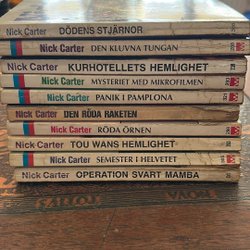 Nick Carter DÖDENS STJÄRNOR
Nick Carter DEN KLUVNA TUNGAN
Nick Carter KURHOTELLETS HEMLIGHET
Nick Carter MYSTERIET MED MIKROFILMEN
Nick Carter PANIK I PAMPLONA
Nick Carter DEN RÖDA RAKETEN
Nick Carter RÖDA ÖRNEN
Nick Carter TOU WANS HEMLIGHET
Nick Carter SEMESTER I HELVETET
Nick Carter OPERATION SVART MAMBA